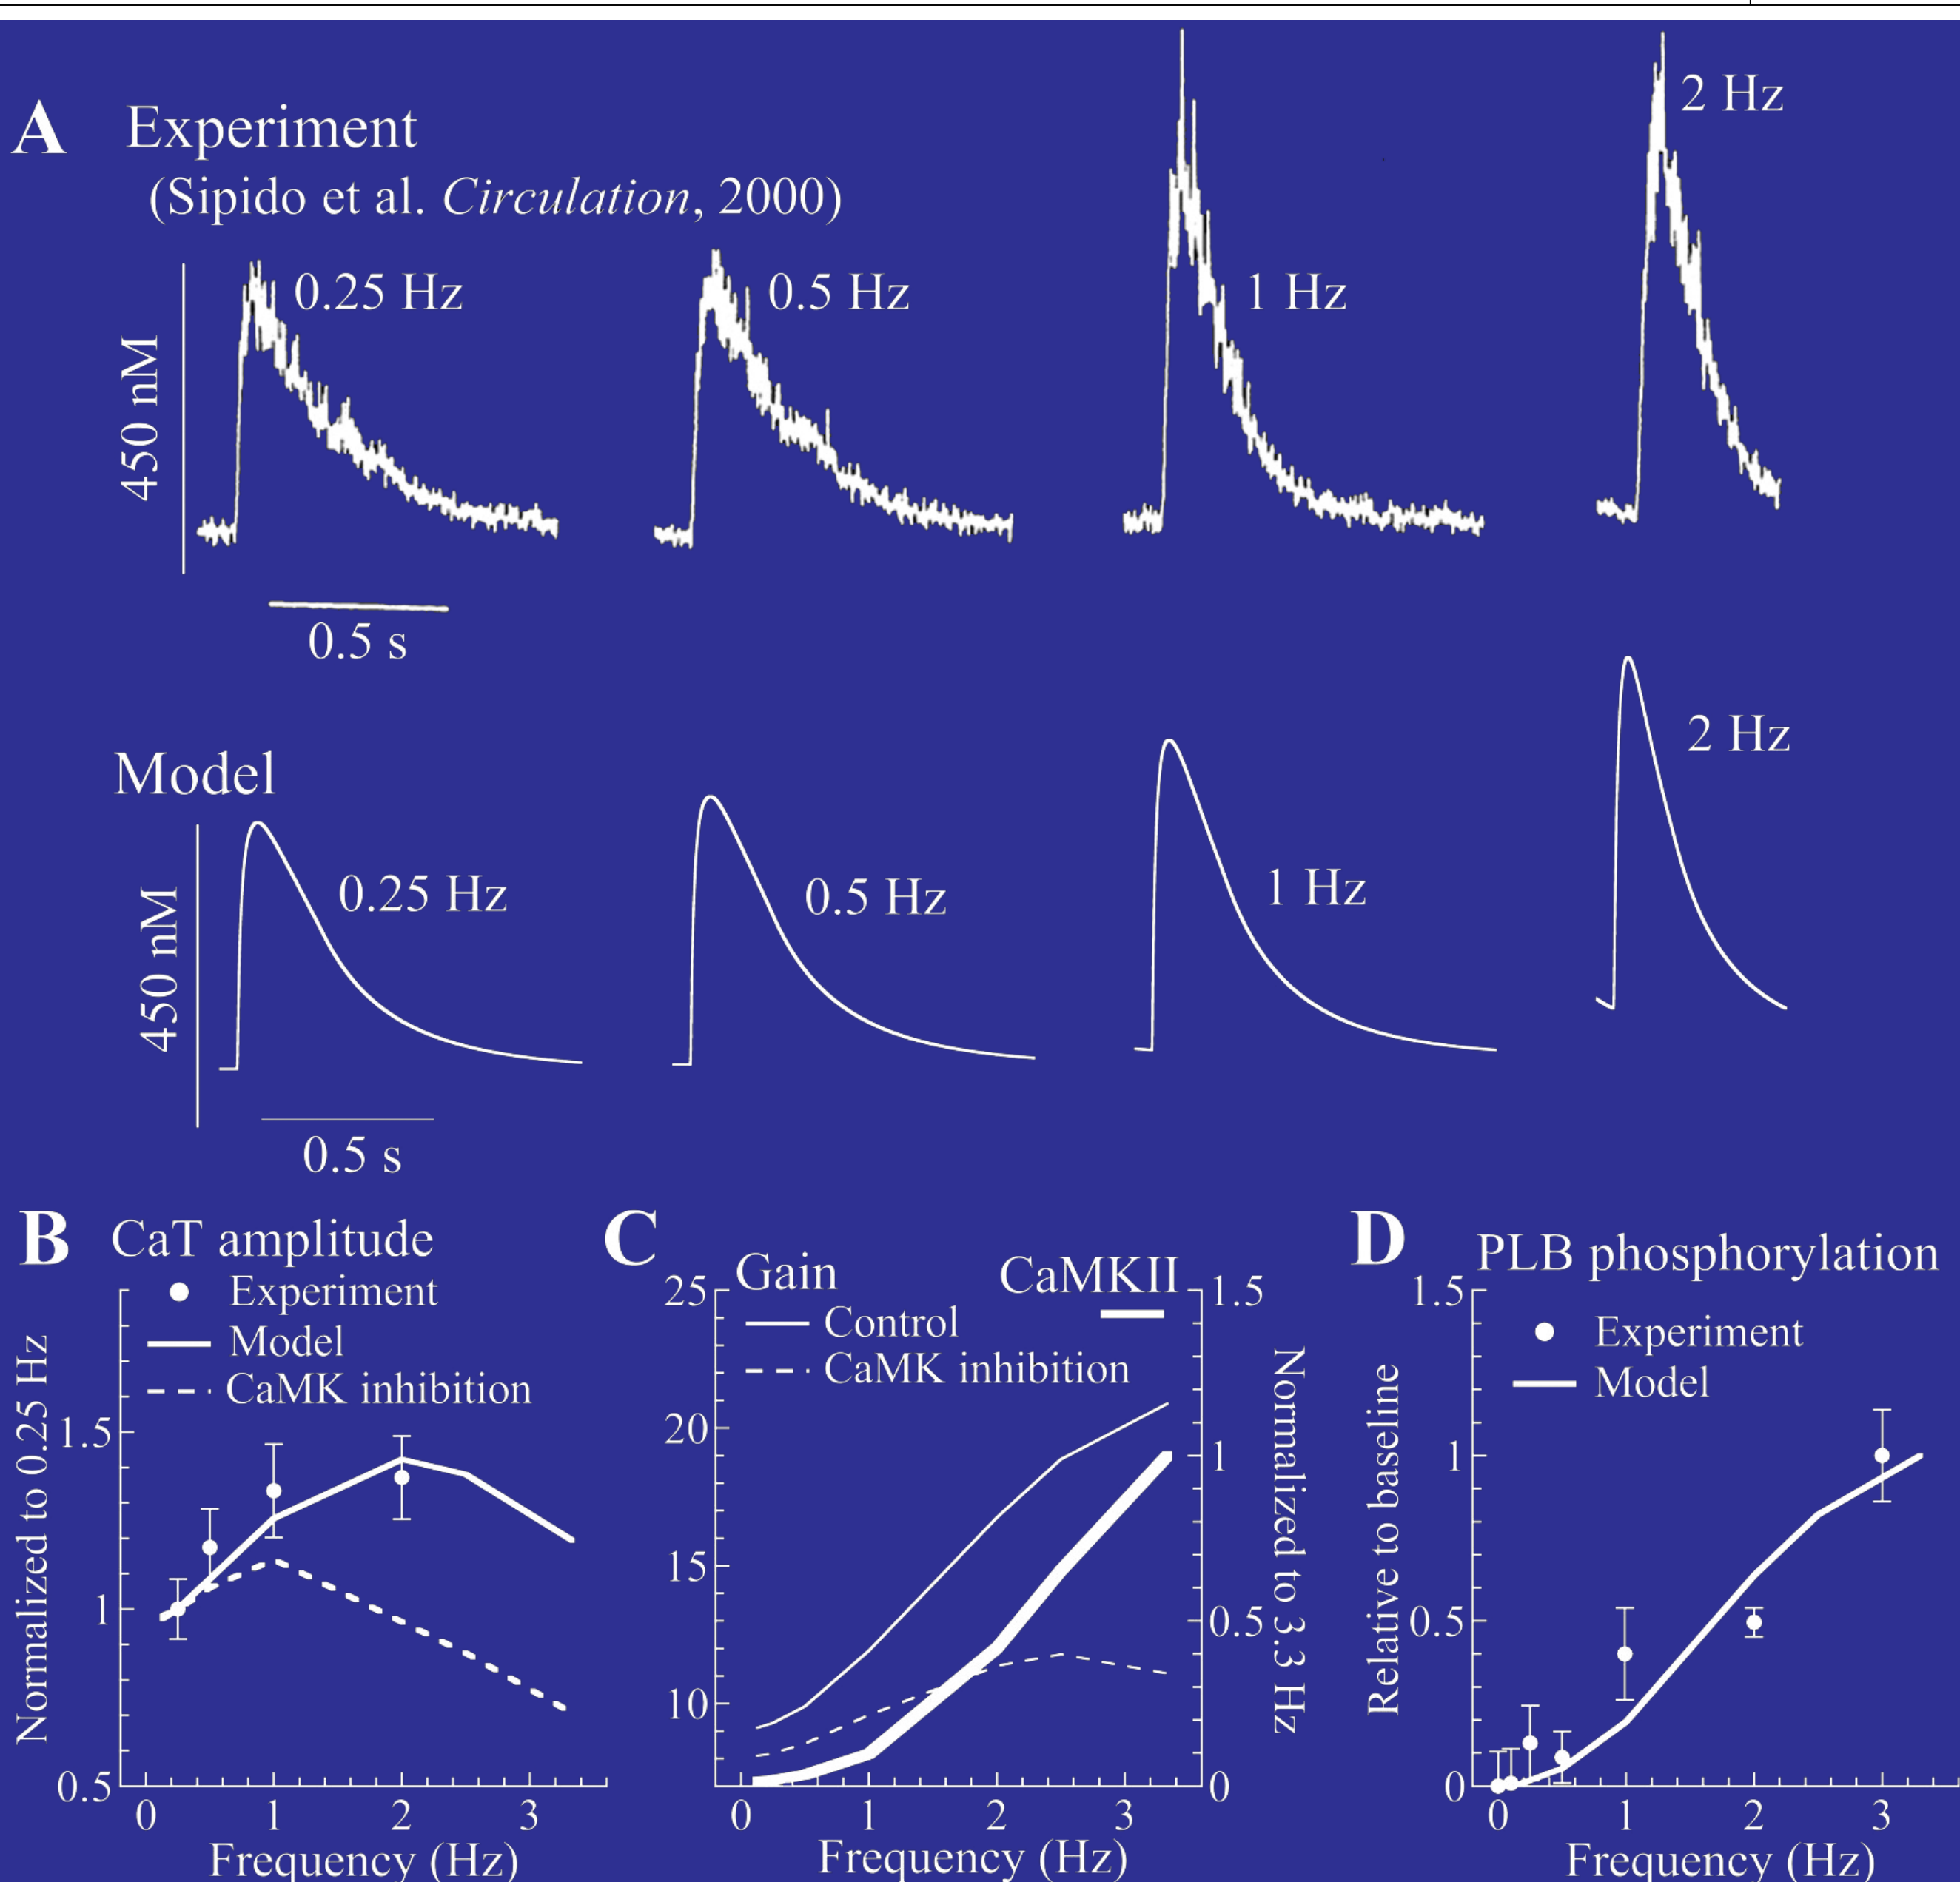 A Experiment
(Sipido et al. Circulation, 2000)
0.25 Hz
0.5 Hz
1 Hz
2 Hz
450 nM
0.5 s
Model
0.25 Hz
0.5 Hz
1 Hz
2 Hz
450 nM
0.5 s
B CaT amplitude
Experiment
Model
CaMK inhibition
Normalized to 0.25 Hz
1.5
1
0.5
0 1 2 3
Frequency (Hz)
C
Gain
CaMKII
Control
CaMK inhibition
25
20
15
10
1.5
1
0.5
0
Normalized to 3.3 Hz
0 1 2 3
Frequency (Hz)
D PLB phosphorylation
Experiment
Model
Relative to baseline
1.5
1
0.5
0
0 1 2 3
Frequency (Hz)